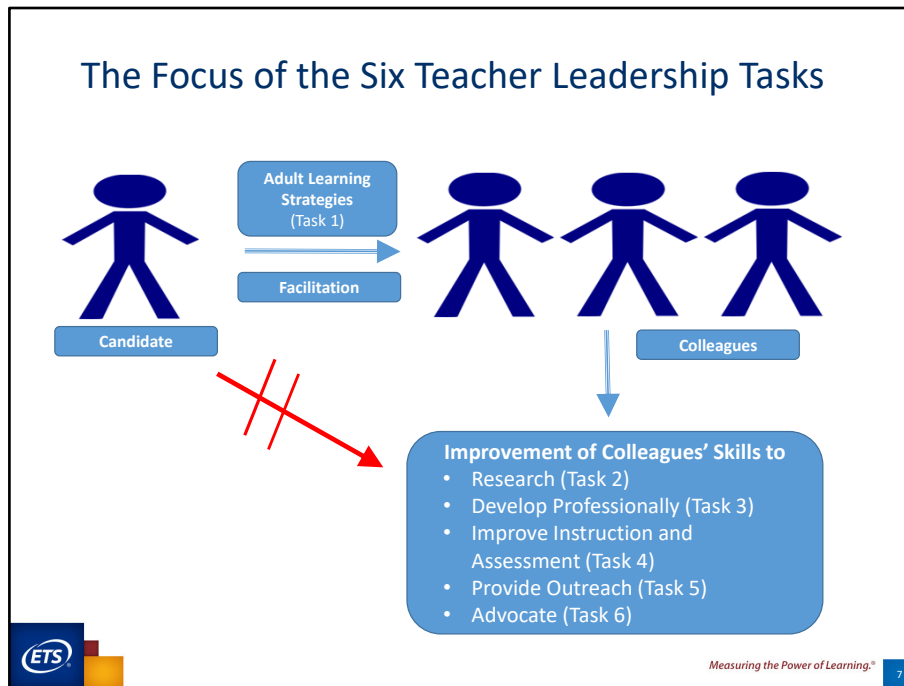 The Focus of the Six Teacher Leadership Tasks
Adult Learning
Strategies
(Task 1)
Facilitation
Candidate
Colleagues
Improvement of Colleagues’ Skills to
• Research (Task 2)
• Develop Professionally (Task 3)
• Improve Instruction and
Assessment (Task 4)
• Provide Outreach (Task 5)
• Advocate (Task 6)
ETS®
Measuring the Power of Learning.®
7